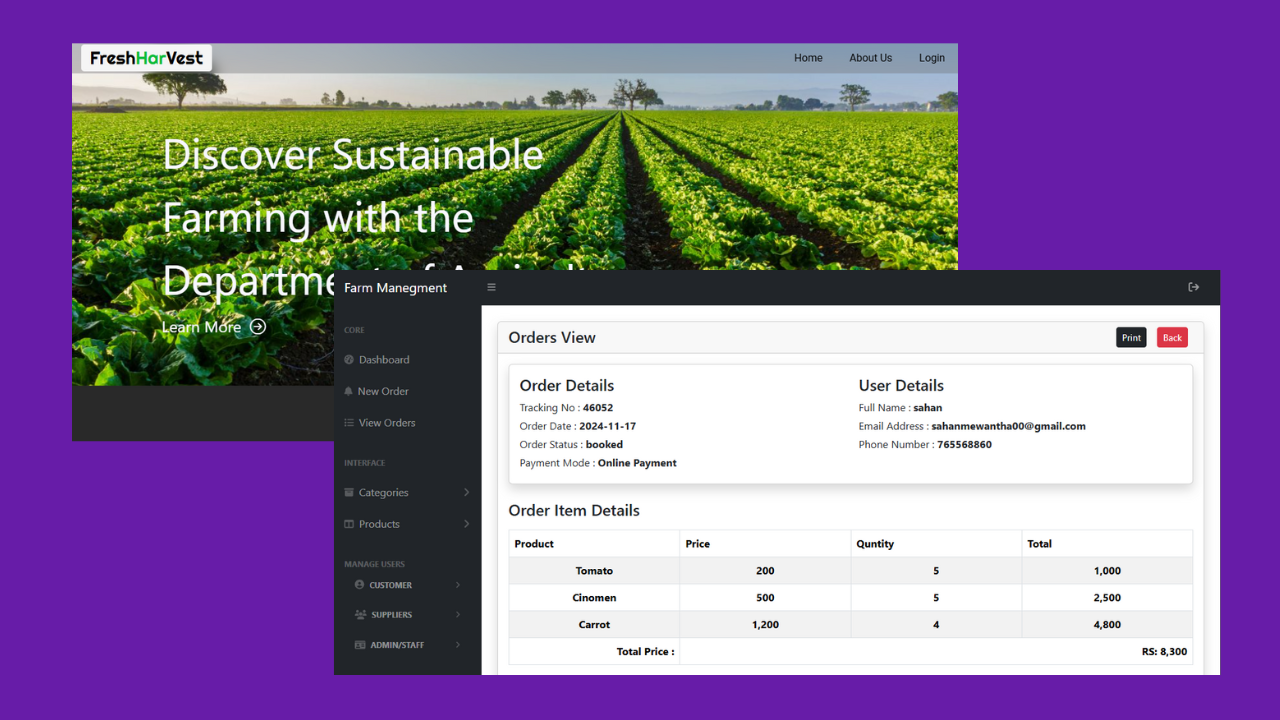 FreshHarVest
Home About Us Login
Discover Sustainable
Farming with the
Learn More
Farm Manegment
CORE
Dashboard
New Order
View Orders
INTERFACE
Categories
Products
MANAGE USERS
CUSTOMER
SUPPLIERS
ADMIN/STAFF
Orders View
Print Back
Order Details
Tracking No : 46052
Order Date : 2024-11-17
Order Status : booked
Payment Mode : Online Payment
User Details
Full Name : sahan
Email Address : sahanmewantha00@gmail.com
Phone Number : 765568860
Order Item Details
Product Price Quntity Total
Tomato 200 5 1,000
Cinomen 500 5 2,500
Carrot 1,200 4 4,800
Total Price : RS: 8,300